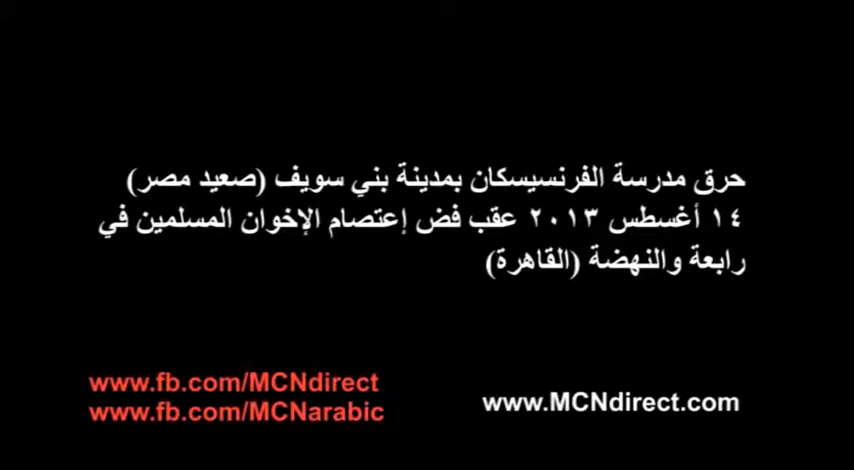 حرق مدرسة الفرنسيسكان بمدينة بني سويف (صعيد مصر)
١٤ أغسطس ٢٠١٣ عقب فض إعتصام الإخوان المسلمين في
رابعة والنهضة (القاهرة)
www.fb.com/MCNdirect
www.fb.com/MCNarabic
www.MCNdirect.com